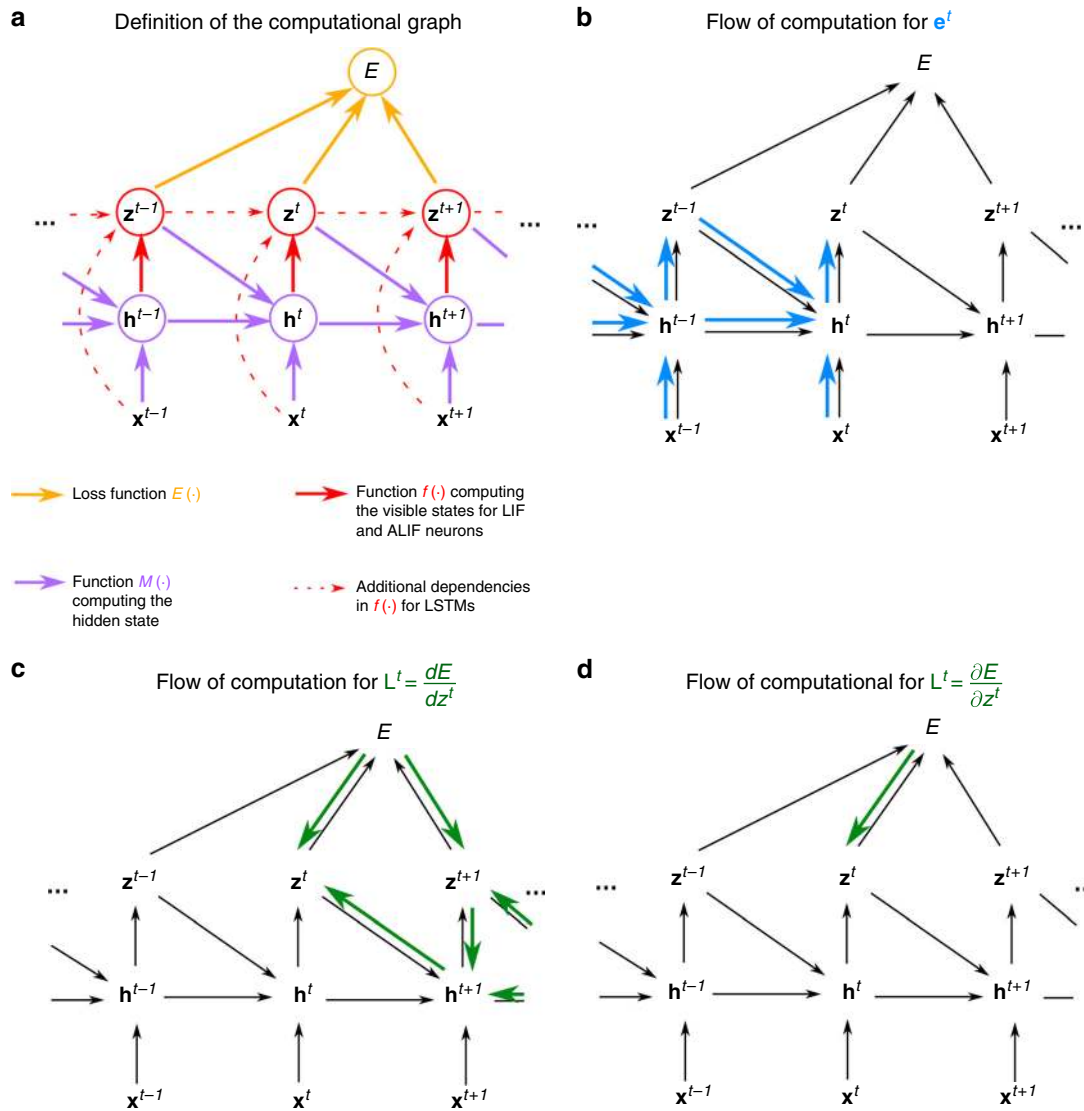 a Definition of the computational graph
E
... z^{t–1} z^t z^{t+1} ...
h^{t–1} h^t h^{t+1}
x^{t–1} x^t x^{t+1}
Loss function E (·)
Function f (·) computing
the visible states for LIF
and ALIF neurons
Function M (·)
computing the
hidden state
Additional dependencies
in f (·) for LSTMs
b Flow of computation for e^t
E
... z^{t–1} z^t z^{t+1} ...
h^{t–1} h^t h^{t+1}
x^{t–1} x^t x^{t+1}
c Flow of computation for L^t = dE/dz^t
E
... z^{t–1} z^t z^{t+1} ...
h^{t–1} h^t h^{t+1}
x^{t–1} x^t x^{t+1}
d Flow of computational for L^t = ∂E/∂z^t
E
... z^{t–1} z^t z^{t+1} ...
h^{t–1} h^t h^{t+1}
x^{t–1} x^t x^{t+1}